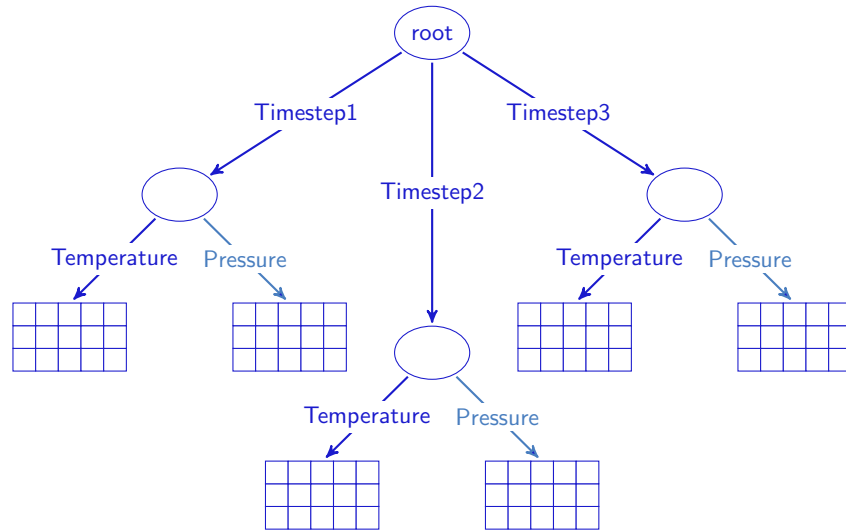 root
Timestep1
Timestep3
Timestep2
Temperature
Pressure
Temperature
Pressure
Temperature
Pressure